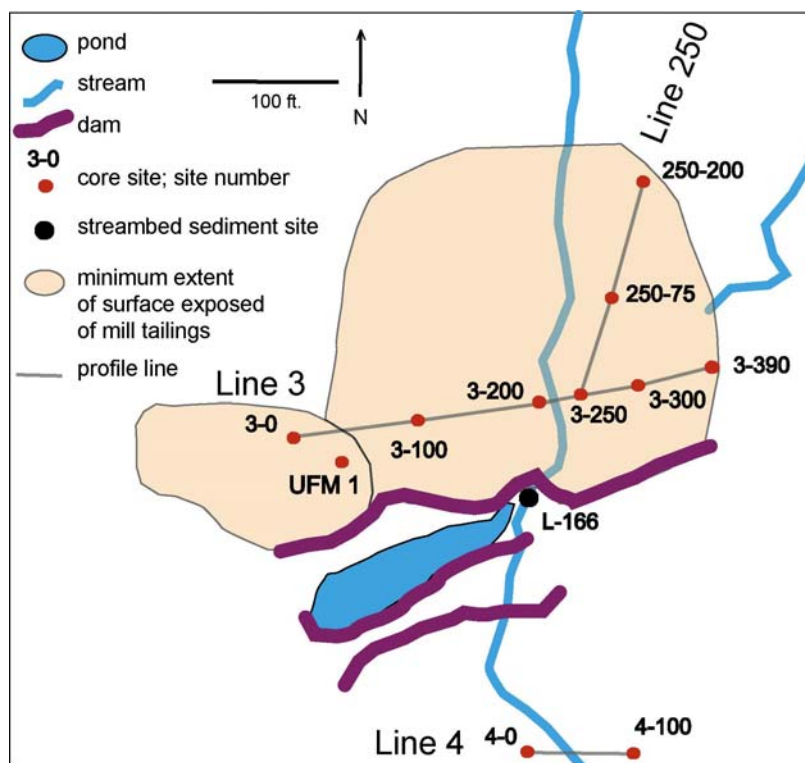 pond
stream
dam
3-0
core site; site number
streambed sediment site
minimum extent
of surface exposed
of mill tailings
profile line
100 ft.
N
Line 250
250-200
250-75
3-390
3-200
3-250
3-300
Line 3
3-0
3-100
UFM 1
L-166
Line 4
4-0
4-100